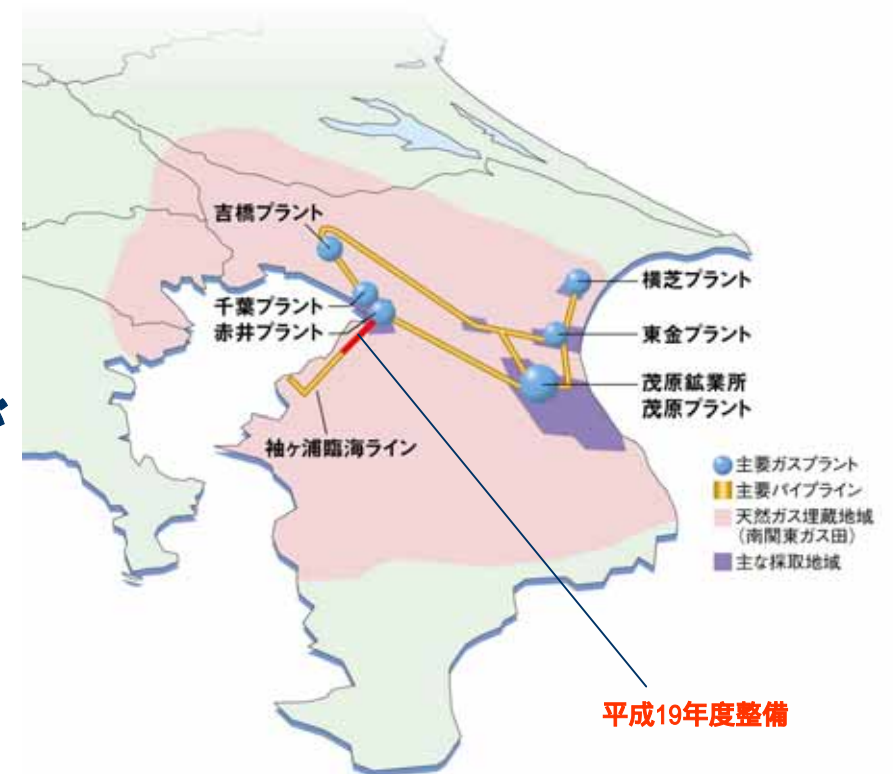 吉橋プラント
千葉プラント
赤井プラント
袖ヶ浦臨海ライン
横芝プラント
東金プラント
茂原鉱業所
茂原プラント
主要ガスプラント
主要パイプライン
天然ガス埋蔵地域
(南関東ガス田)
主な採取地域
平成19年度整備